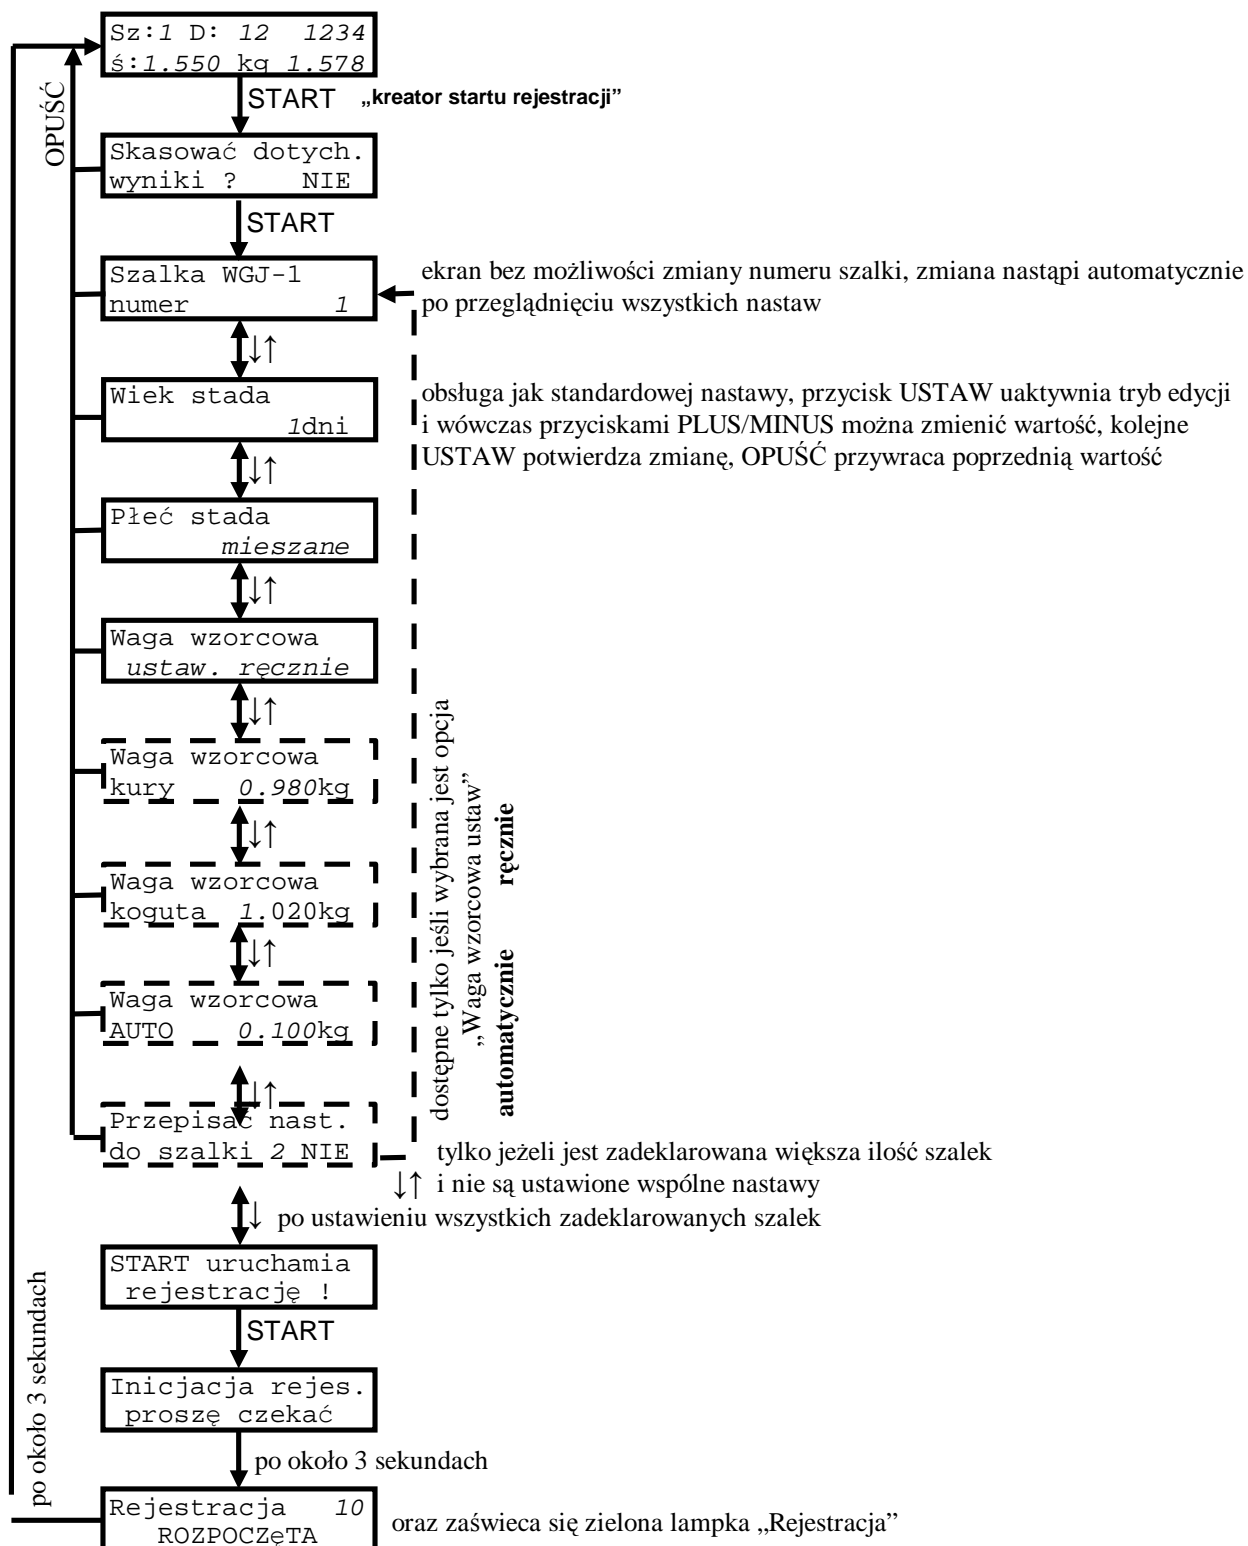 Sz:1 D: 12 1234
ś:1.550 kg 1.578
START „kreator startu rejestracji”
OPUŚĆ
Skasować dotych.
wyniki ? NIE
START
Szalka WGJ-1
numer 1
ekran bez możliwości zmiany numeru szalki, zmiana nastąpi automatycznie
po przeglądnięciu wszystkich nastaw
↓↑
Wiek stada
1dni
obsługa jak standardowej nastawy, przycisk USTAW uaktywnia tryb edycji
i wówczas przyciskami PLUS/MINUS można zmienić wartość, kolejne
USTAW potwierdza zmianę, OPUŚĆ przywraca poprzednią wartość
↓↑
Płeć stada
mieszane
↓↑
Waga wzorcowa
ustaw. ręcznie
↓↑
Waga wzorcowa
kury 0.980kg
↓↑
Waga wzorcowa
koguta 1.020kg
↓↑
Waga wzorcowa
AUTO 0.100kg
dostępne tylko jeśli wybrana jest opcja
„Waga wzorcowa ustaw”
automatycznie ręcznie
↓↑
Przepisać nast.
do szalki 2 NIE
tylko jeżeli jest zadeklarowana większa ilość szalek
↓↑ i nie są ustawione wspólne nastawy
↓ po ustawieniu wszystkich zadeklarowanych szalek
START uruchamia
rejestrację !
START
Inicjacja rejes.
proszę czekać
po około 3 sekundach
po około 3 sekundach
Rejestracja 10
ROZPOCZęTA
oraz zaświeca się zielona lampka „Rejestracja”